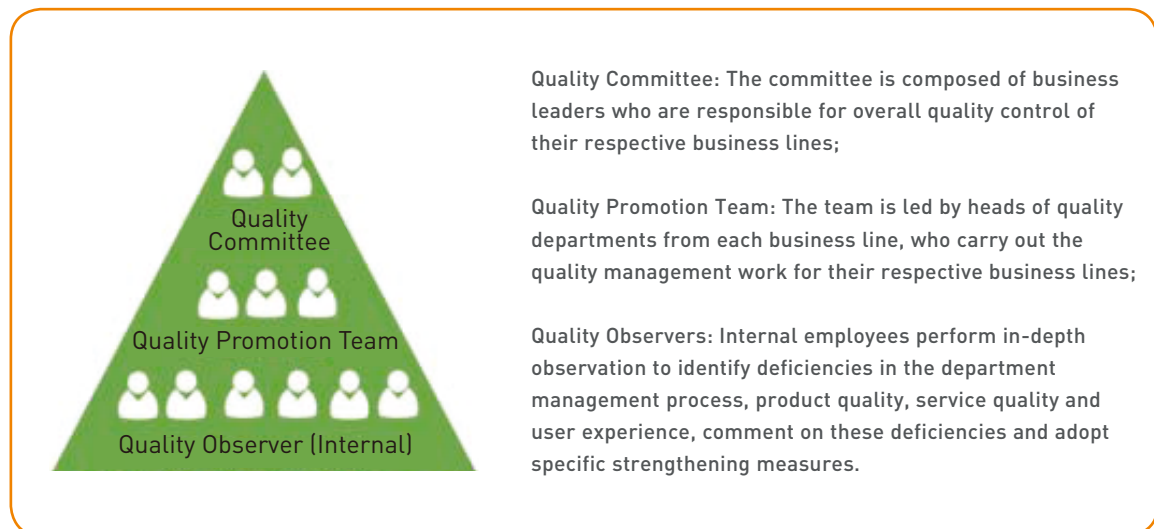 Quality
Committee
Quality Promotion Team
Quality Observer (Internal)
Quality Committee: The committee is composed of business
leaders who are responsible for overall quality control of
their respective business lines;
Quality Promotion Team: The team is led by heads of quality
departments from each business line, who carry out the
quality management work for their respective business lines;
Quality Observers: Internal employees perform in-depth
observation to identify deficiencies in the department
management process, product quality, service quality and
user experience, comment on these deficiencies and adopt
specific strengthening measures.